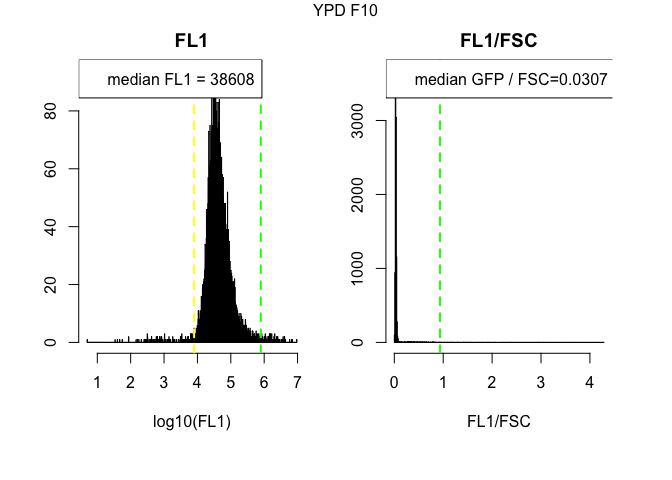 YPD F10
FL1
median FL1 = 38608
0 20 40 60 80
1 2 3 4 5 6 7
log10(FL1)
FL1/FSC
median GFP / FSC=0.0307
0 1000 2000 3000
0 1 2 3 4
FL1/FSC